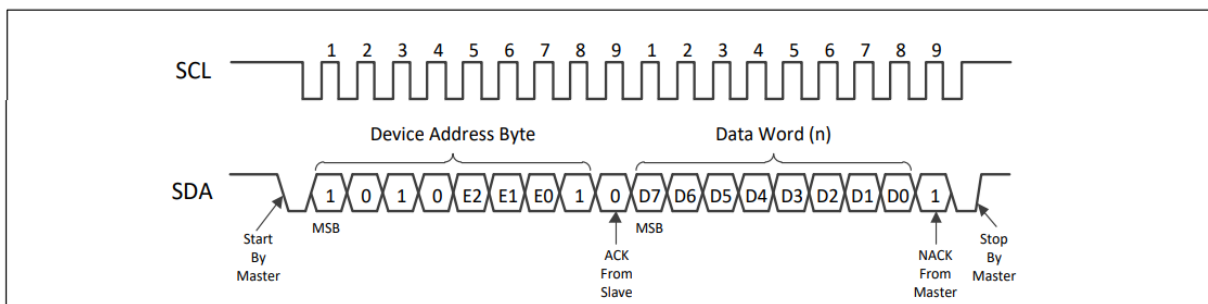 1 2 3 4 5 6 7 8 9 1 2 3 4 5 6 7 8 9
SCL
Device Address Byte
Data Word (n)
SDA
1 0 1 0 E2 E1 E0 1 0 D7 D6 D5 D4 D3 D2 D1 D0 1
MSB
MSB
Start
By
Master
ACK
From
Slave
NACK
From
Master
Stop
By
Master